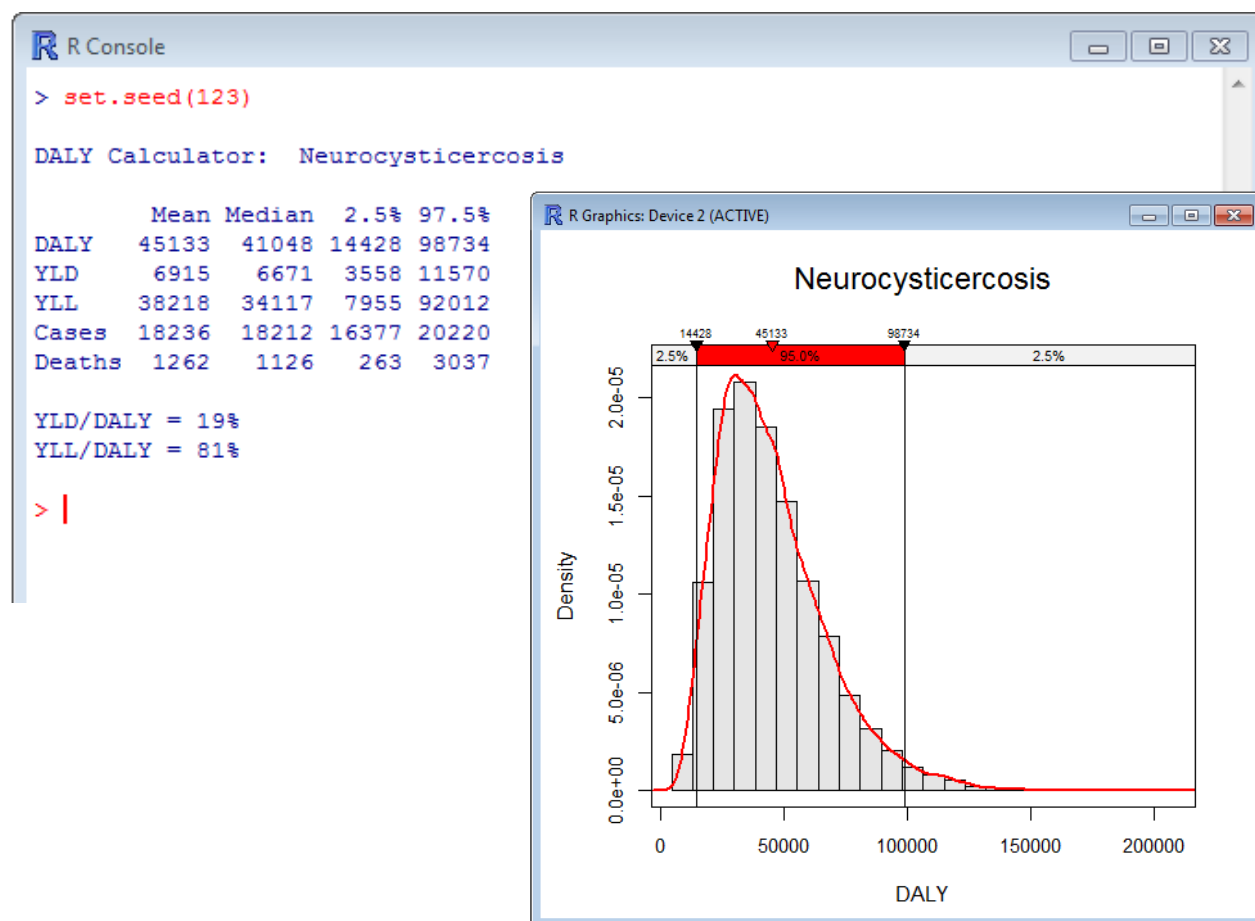 R Console
> set.seed(123)
DALY Calculator:  Neurocysticercosis
Mean Median 2.5% 97.5%
DALY 45133 41048 14428 98734
YLD 6915 6671 3558 11570
YLL 38218 34117 7955 92012
Cases 18236 18212 16377 20220
Deaths 1262 1126 263 3037
YLD/DALY = 19%
YLL/DALY = 81%
>
R Graphics: Device 2 (ACTIVE)
Neurocysticercosis
14428 45133 98734
2.5% 95.0% 2.5%
2.0e-05
1.5e-05
1.0e-05
5.0e-06
0.0e+00
Density
0 50000 100000 150000 200000
DALY